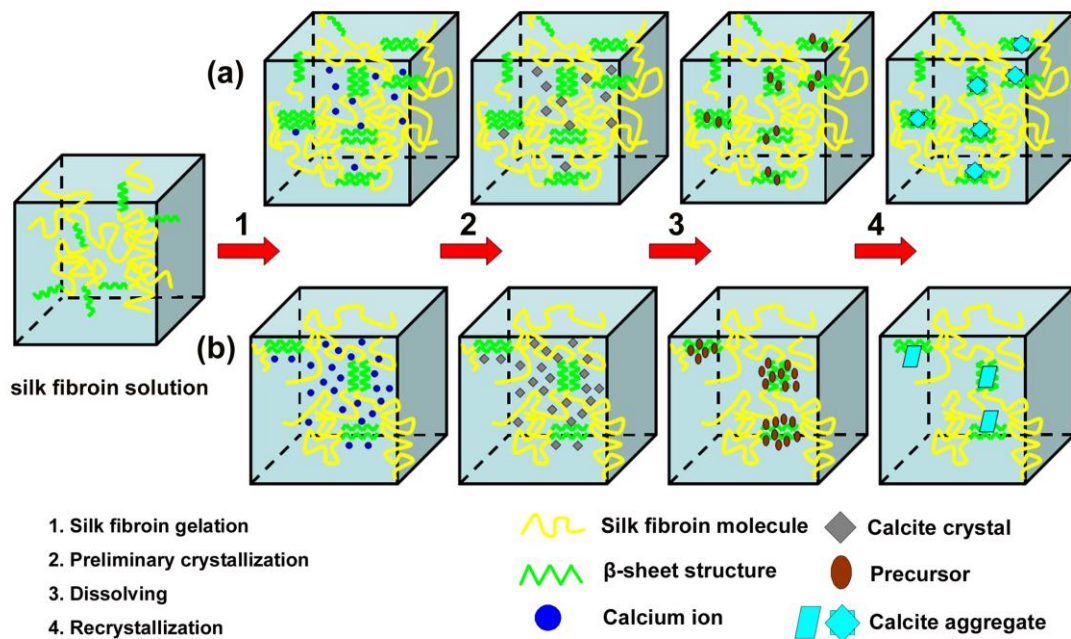 (a)
1
2
3
4
(b)
silk fibroin solution
1. Silk fibroin gelation
2. Preliminary crystallization
3. Dissolving
4. Recrystallization
Silk fibroin molecule
β-sheet structure
Calcium ion
Calcite crystal
Precursor
Calcite aggregate